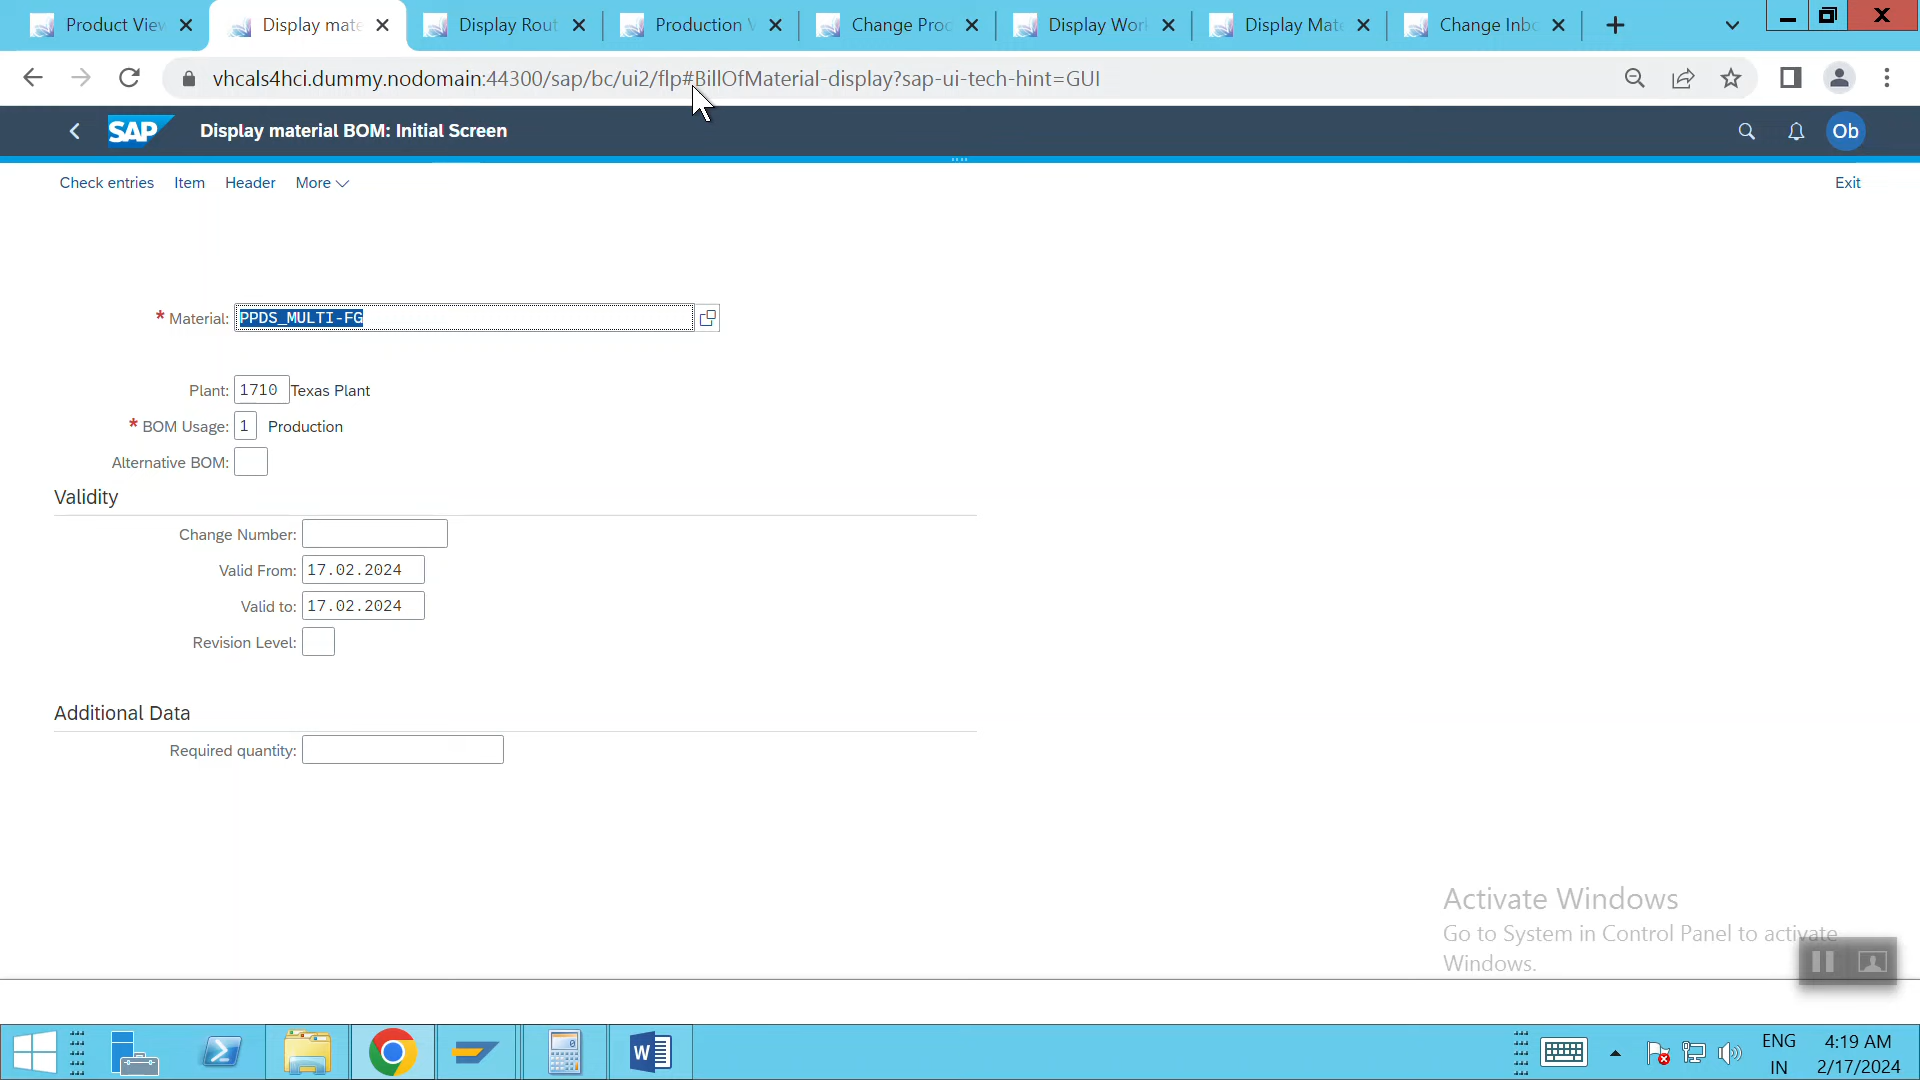 Product Viev
Display mate
Display Rout
Production V
Change Proc
Display Wor
Display Mate
Change Inbo
vhcals4hci.dummy.nodomain:44300/sap/bc/ui2/flp#BillOfMaterial-display?sap-ui-tech-hint=GUI
SAP
Display material BOM: Initial Screen
Ob
Check entries
Item
Header
More
Exit
* Material: PPDS_MULTI-FG
Plant: 1710 Texas Plant
* BOM Usage: 1 Production
Alternative BOM:
Validity
Change Number:
Valid From: 17.02.2024
Valid to: 17.02.2024
Revision Level:
Additional Data
Required quantity:
Activate Windows
Go to System in Control Panel to activate
Windows.
ENG
IN
4:19 AM
2/17/2024